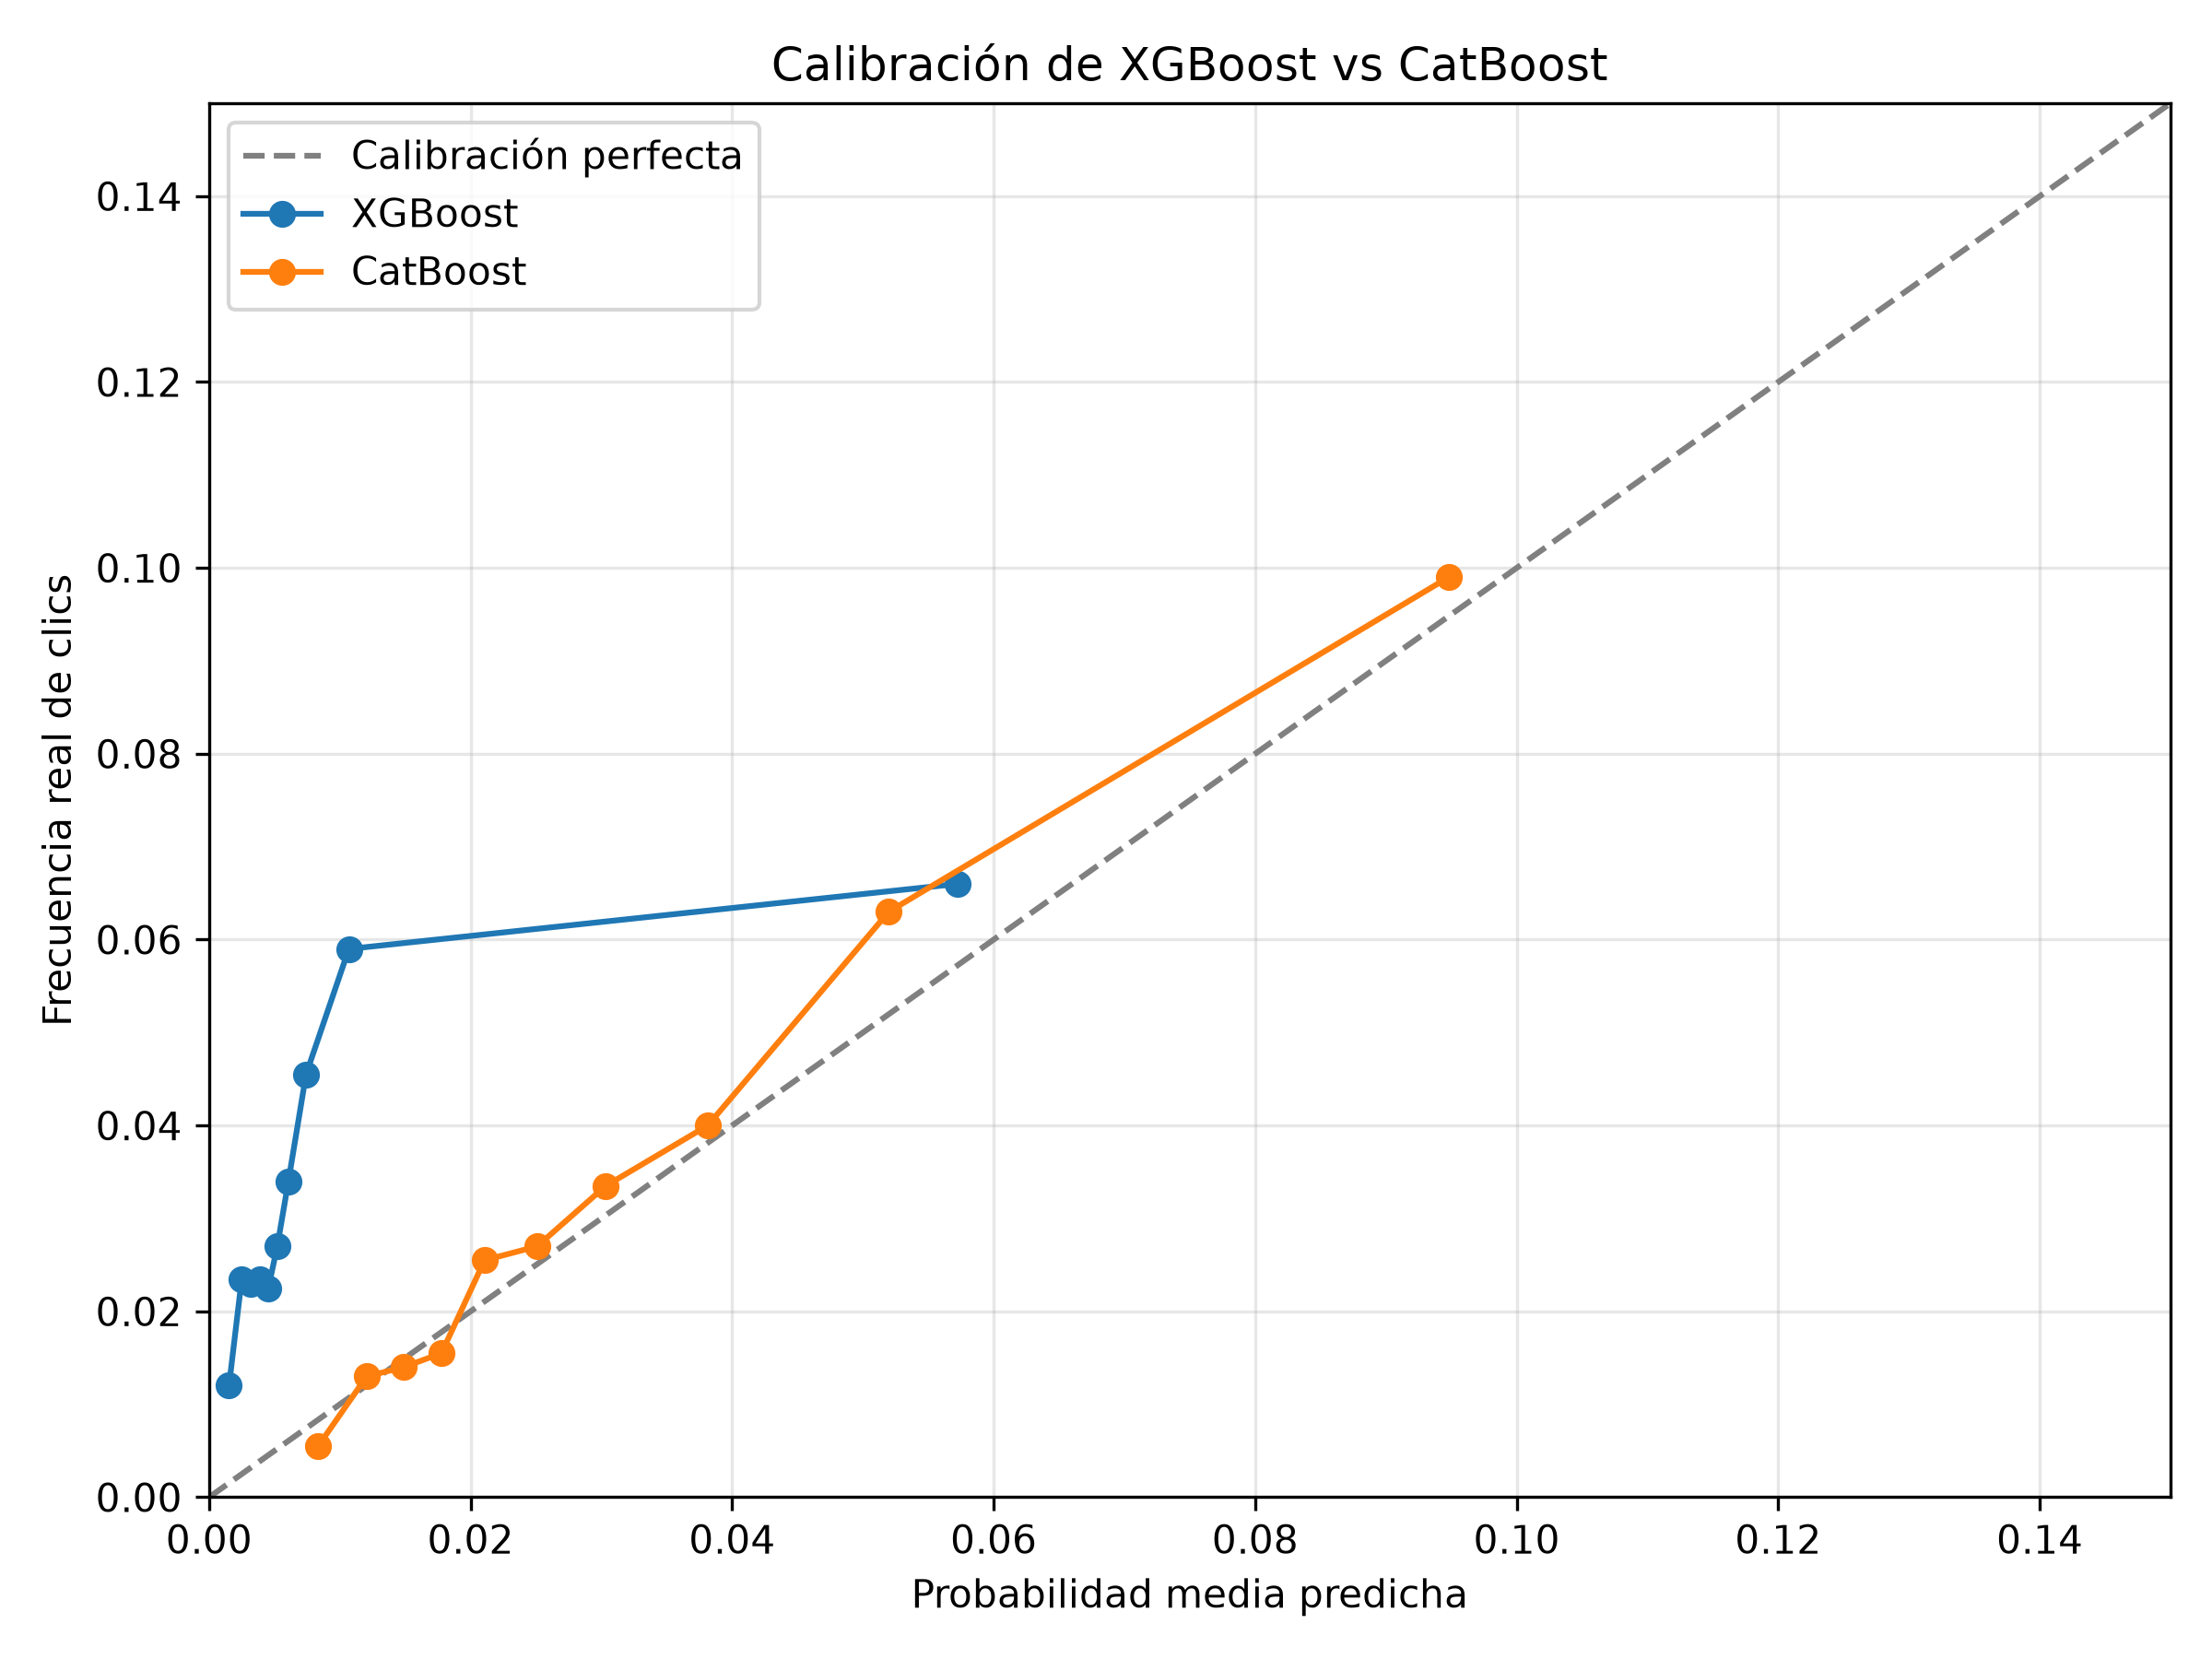 Calibración de XGBoost vs CatBoost
Calibración perfecta
XGBoost
CatBoost
Frecuencia real de clics
0.14
0.12
0.10
0.08
0.06
0.04
0.02
0.00
0.00 0.02 0.04 0.06 0.08 0.10 0.12 0.14
Probabilidad media predicha